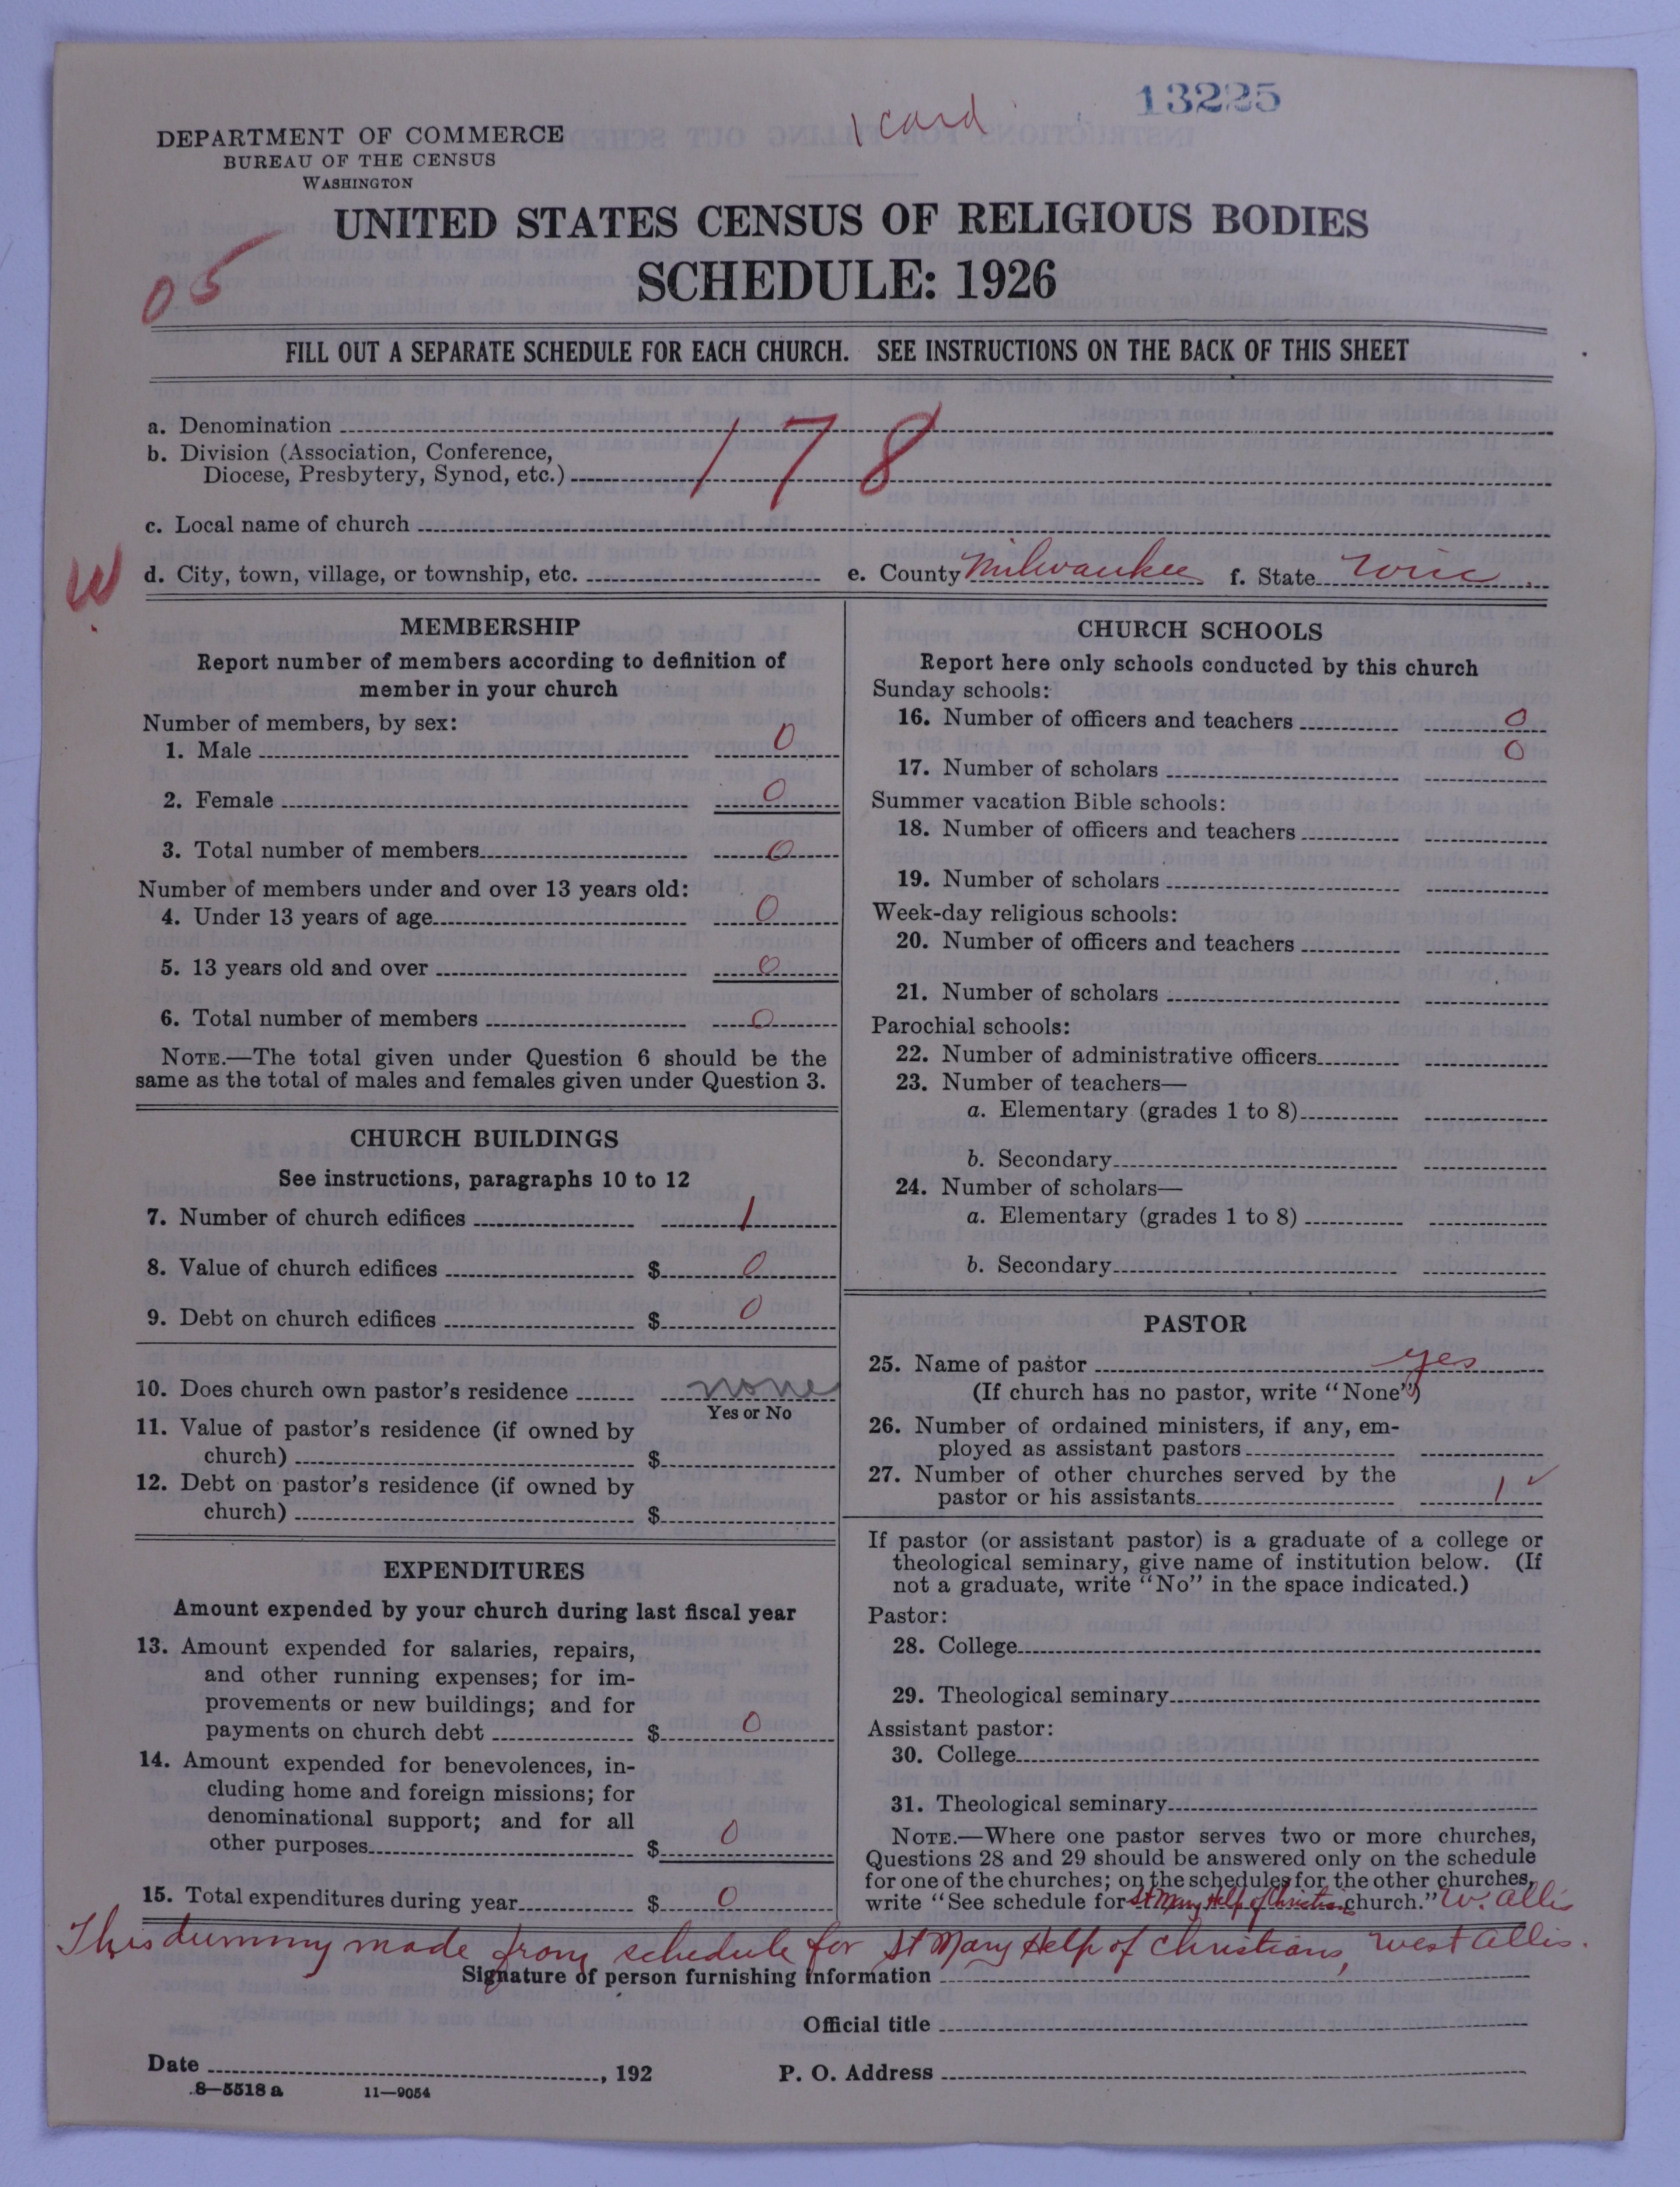 13225
1 card
DEPARTMENT OF COMMERCE
BUREAU OF THE CENSUS
WASHINGTON
UNITED STATES CENSUS OF RELIGIOUS BODIES
SCHEDULE: 1926
05
FILL OUT A SEPARATE SCHEDULE FOR EACH CHURCH. SEE INSTRUCTIONS ON THE BACK OF THIS SHEET
a. Denomination
b. Division (Association, Conference,
Diocese, Presbytery, Synod, etc.)
178
c. Local name of church
W
d. City, town, village, or township, etc. e. County Milwaukee f. State Wisc.
MEMBERSHIP
Report number of members according to definition of
member in your church
Number of members, by sex:
1. Male 0
2. Female 0
3. Total number of members 0
Number of members under and over 13 years old:
4. Under 13 years of age 0
5. 13 years old and over 0
6. Total number of members 0
NOTE.—The total given under Question 6 should be the
same as the total of males and females given under Question 3.
CHURCH BUILDINGS
See instructions, paragraphs 10 to 12
7. Number of church edifices 1
8. Value of church edifices $ 0
9. Debt on church edifices $ 0
10. Does church own pastor's residence none
Yes or No
11. Value of pastor's residence (if owned by
church) $
12. Debt on pastor's residence (if owned by
church) $
EXPENDITURES
Amount expended by your church during last fiscal year
13. Amount expended for salaries, repairs,
and other running expenses; for im-
provements or new buildings; and for
payments on church debt $ 0
14. Amount expended for benevolences, in-
cluding home and foreign missions; for
denominational support; and for all
other purposes $ 0
15. Total expenditures during year $ 0
CHURCH SCHOOLS
Report here only schools conducted by this church
Sunday schools:
16. Number of officers and teachers 0
17. Number of scholars 0
Summer vacation Bible schools:
18. Number of officers and teachers
19. Number of scholars
Week-day religious schools:
20. Number of officers and teachers
21. Number of scholars
Parochial schools:
22. Number of administrative officers
23. Number of teachers—
a. Elementary (grades 1 to 8)
b. Secondary
24. Number of scholars—
a. Elementary (grades 1 to 8)
b. Secondary
PASTOR
25. Name of pastor yes
(If church has no pastor, write "None")
26. Number of ordained ministers, if any, em-
ployed as assistant pastors
27. Number of other churches served by the
pastor or his assistants 1 ✓
If pastor (or assistant pastor) is a graduate of a college or
theological seminary, give name of institution below. (If
not a graduate, write "No" in the space indicated.)
Pastor:
28. College
29. Theological seminary
Assistant pastor:
30. College
31. Theological seminary
NOTE.—Where one pastor serves two or more churches,
Questions 28 and 29 should be answered only on the schedule
for one of the churches; on the schedules for the other churches,
write "See schedule for St Mary Help of Christians church." W. Allis
This dummy made from schedule for St Mary Help of Christians, West Allis.
Signature of person furnishing information
Official title
Date , 192 P. O. Address
8—5518 a 11—9054